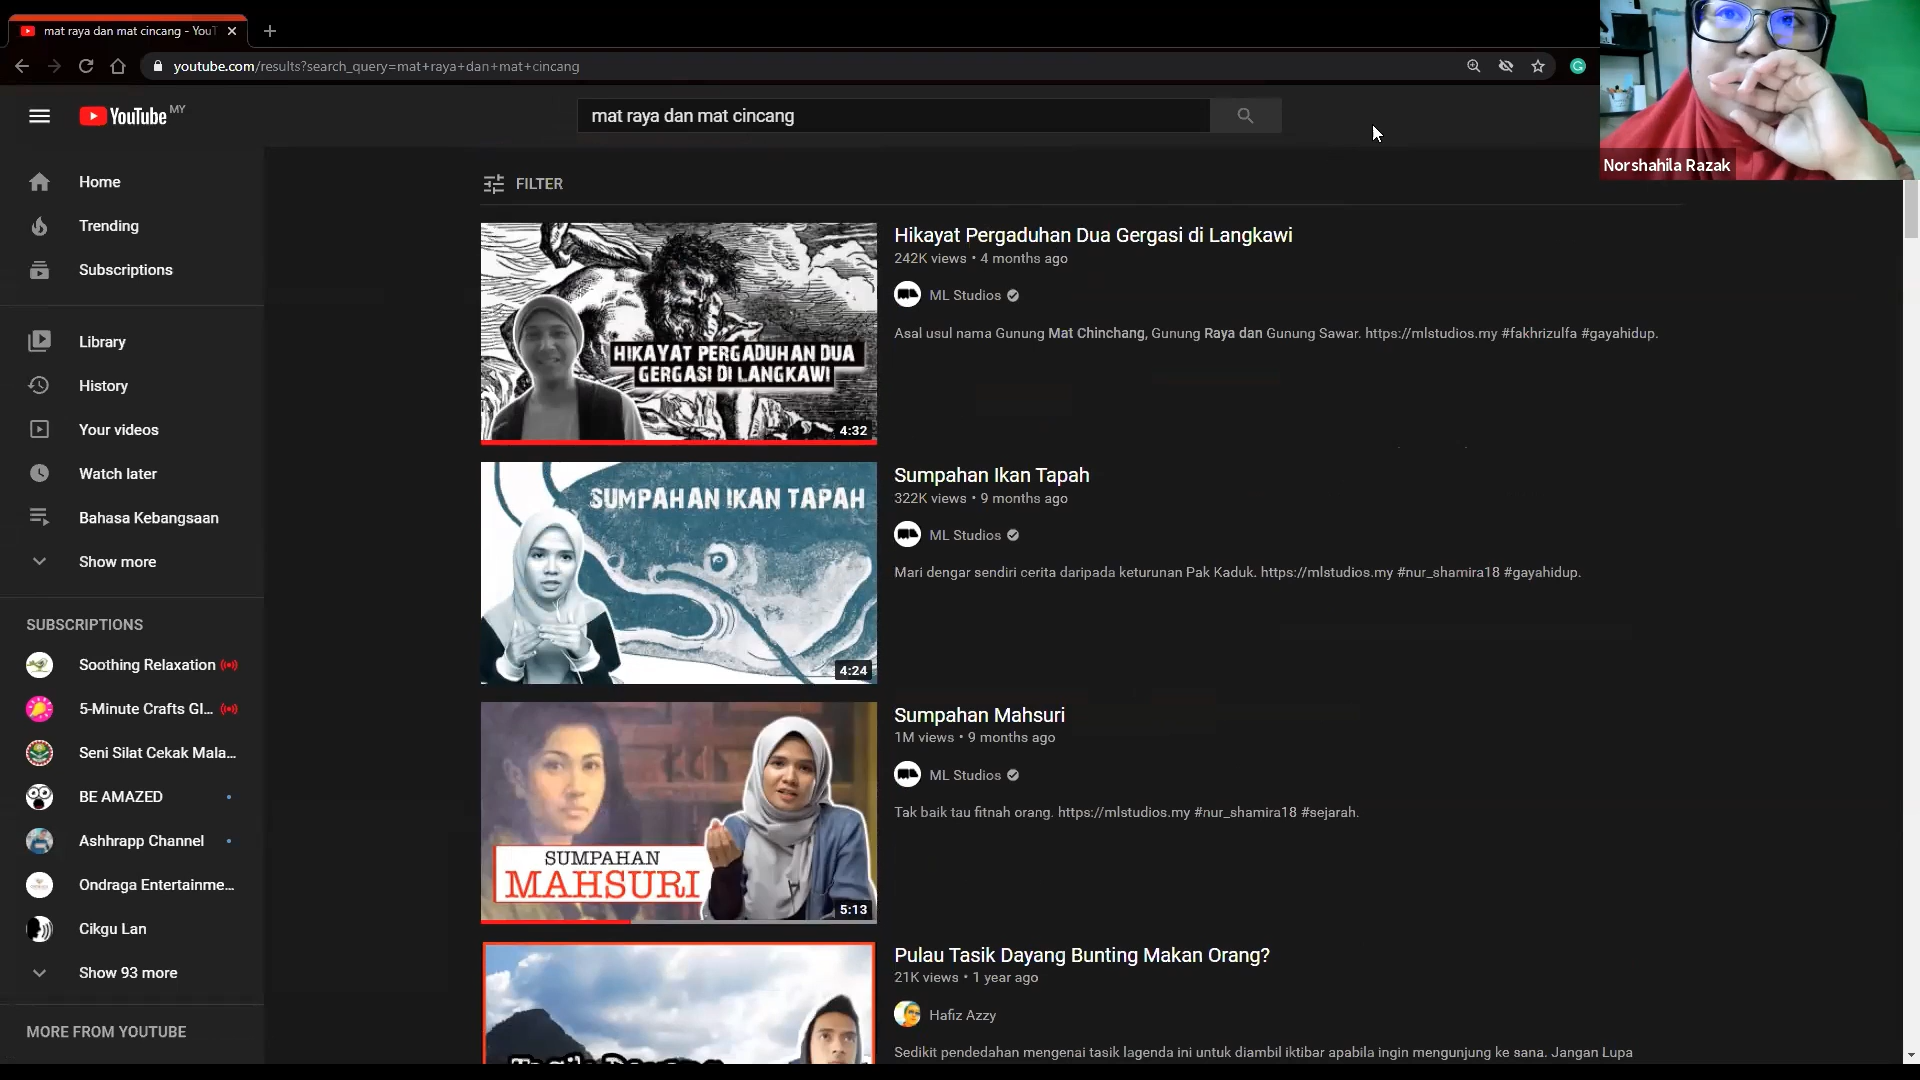 mat raya dan mat cincang - YouT
youtube.com/results?search_query=mat+raya+dan+mat+cincang
YouTube MY
mat raya dan mat cincang
Norshahila Razak
Home
Trending
Subscriptions
Library
History
Your videos
Watch later
Bahasa Kebangsaan
Show more
SUBSCRIPTIONS
Soothing Relaxation
5-Minute Crafts Gl...
Seni Silat Cekak Mala...
BE AMAZED
Ashhrapp Channel
Ondraga Entertainme...
Cikgu Lan
Show 93 more
MORE FROM YOUTUBE
FILTER
HIKAYAT PERGADUHAN DUA
GERGASI DI LANGKAWI
4:32
Hikayat Pergaduhan Dua Gergasi di Langkawi
242K views • 4 months ago
ML Studios
Asal usul nama Gunung Mat Chinchang, Gunung Raya dan Gunung Sawar. https://mlstudios.my #fakhrizulfa #gayahidup.
SUMPAHAN IKAN TAPAH
4:24
Sumpahan Ikan Tapah
322K views • 9 months ago
ML Studios
Mari dengar sendiri cerita daripada keturunan Pak Kaduk. https://mlstudios.my #nur_shamira18 #gayahidup.
SUMPAHAN
MAHSURI
5:13
Sumpahan Mahsuri
1M views • 9 months ago
ML Studios
Tak baik tau fitnah orang. https://mlstudios.my #nur_shamira18 #sejarah.
Pulau Tasik Dayang Bunting Makan Orang?
21K views • 1 year ago
Hafiz Azzy
Sedikit pendedahan mengenai tasik lagenda ini untuk diambil iktibar apabila ingin mengunjung ke sana. Jangan Lupa